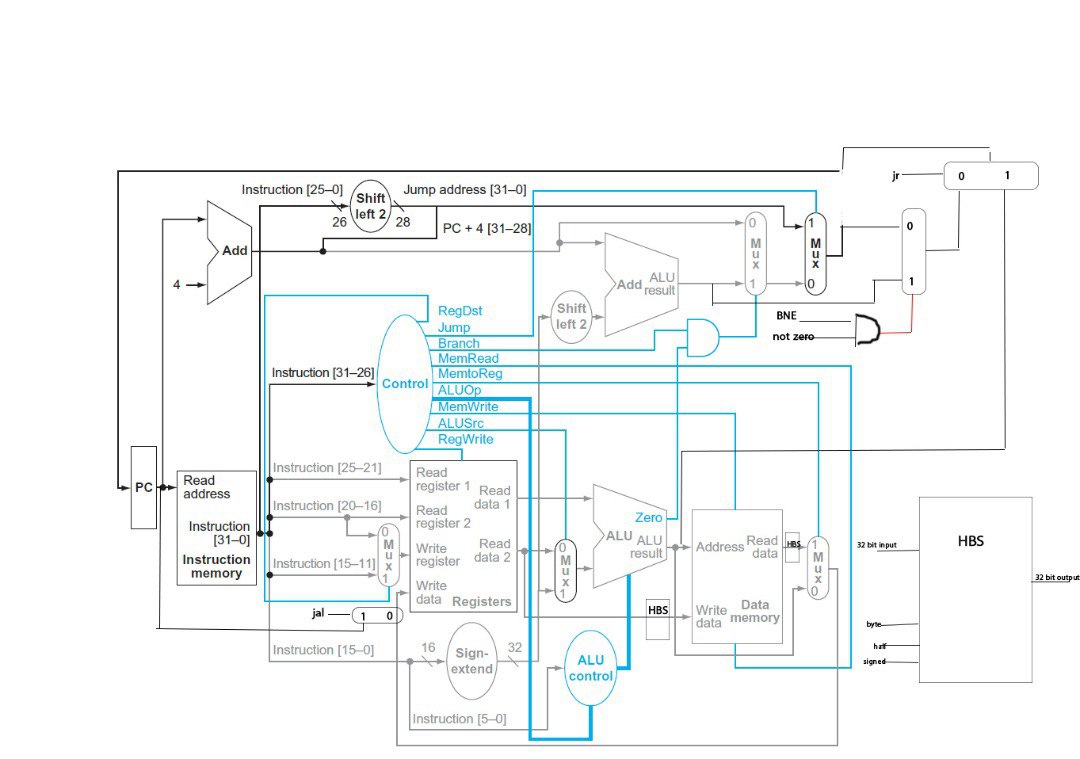 jr
0 1
Instruction [25–0]
Shift
left 2
Jump address [31–0]
26
28
PC + 4 [31–28]
Add
4
0
M
u
x
1
1
M
u
x
0
0
1
Add
ALU
result
Shift
left 2
BNE
not zero
RegDst
Jump
Branch
MemRead
MemtoReg
ALUOp
MemWrite
ALUSrc
RegWrite
Instruction [31–26]
Control
PC
Read
address
Instruction
[31–0]
Instruction
memory
Instruction [25–21]
Instruction [20–16]
Instruction [15–11]
0
M
u
x
1
Read
register 1
Read
register 2
Write
register
Write
data
Read
data 1
Read
data 2
Registers
0
M
u
x
1
Zero
ALU
ALU
result
Address
Read
data
Write
data
Data
memory
HBS
HBS
1
M
u
x
0
32 bit input
HBS
32 bit output
byte
half
signed
jal
1 0
Instruction [15–0]
16
Sign-
extend
32
ALU
control
Instruction [5–0]